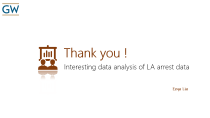 GW
Thank you !
Interesting data analysis of LA arrest data